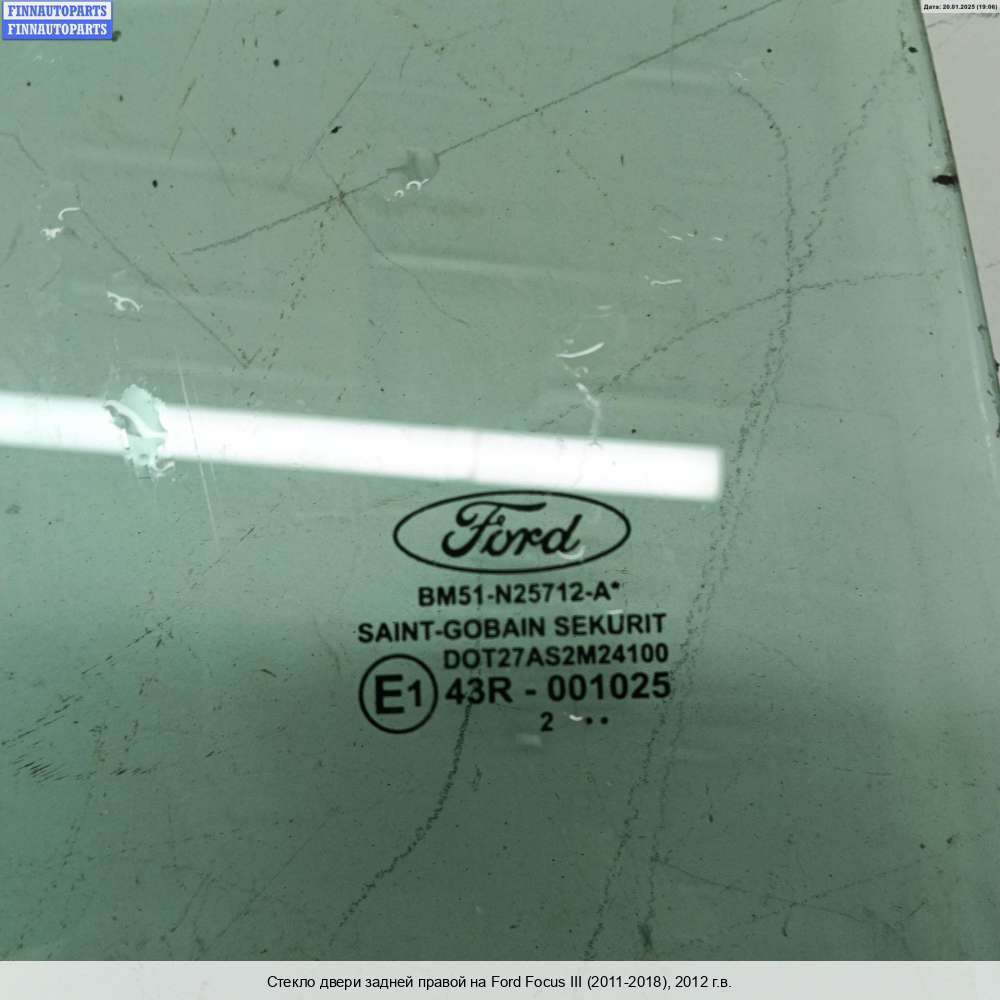 FINNAUTOPARTS
FINNAUTOPARTS
Дата: 20.01.2025 (19:06)
Ford
BM51-N25712-A*
SAINT-GOBAIN SEKURIT
DOT27AS2M24100
E1 43R - 001025
2 • •
Стекло двери задней правой на Ford Focus III (2011-2018), 2012 г.в.